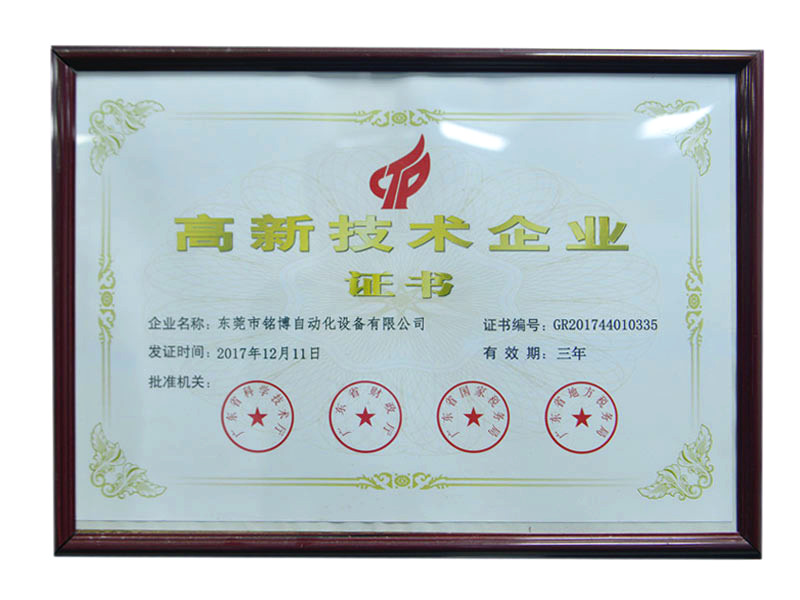 CTP
高新技术企业
证书
企业名称：东莞市铭博自动化设备有限公司
证书编号：GR201744010335
发证时间：2017年12月11日
有效期：三年
批准机关：
广东省科学技术厅
广东省财政厅
广东省国家税务局
广东省地方税务局